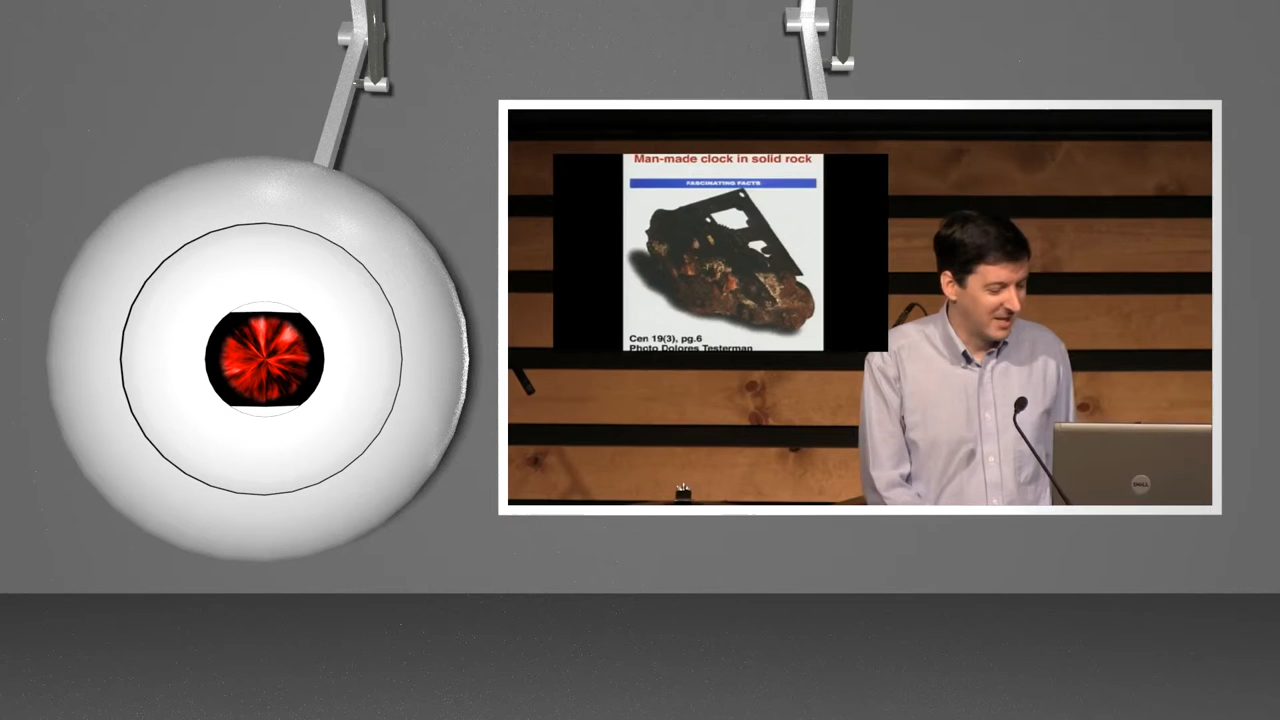 Man-made clock in solid rock
FASCINATING FACTS
Cen 19(3), pg.6
Photo Dolores Testerman
DELL